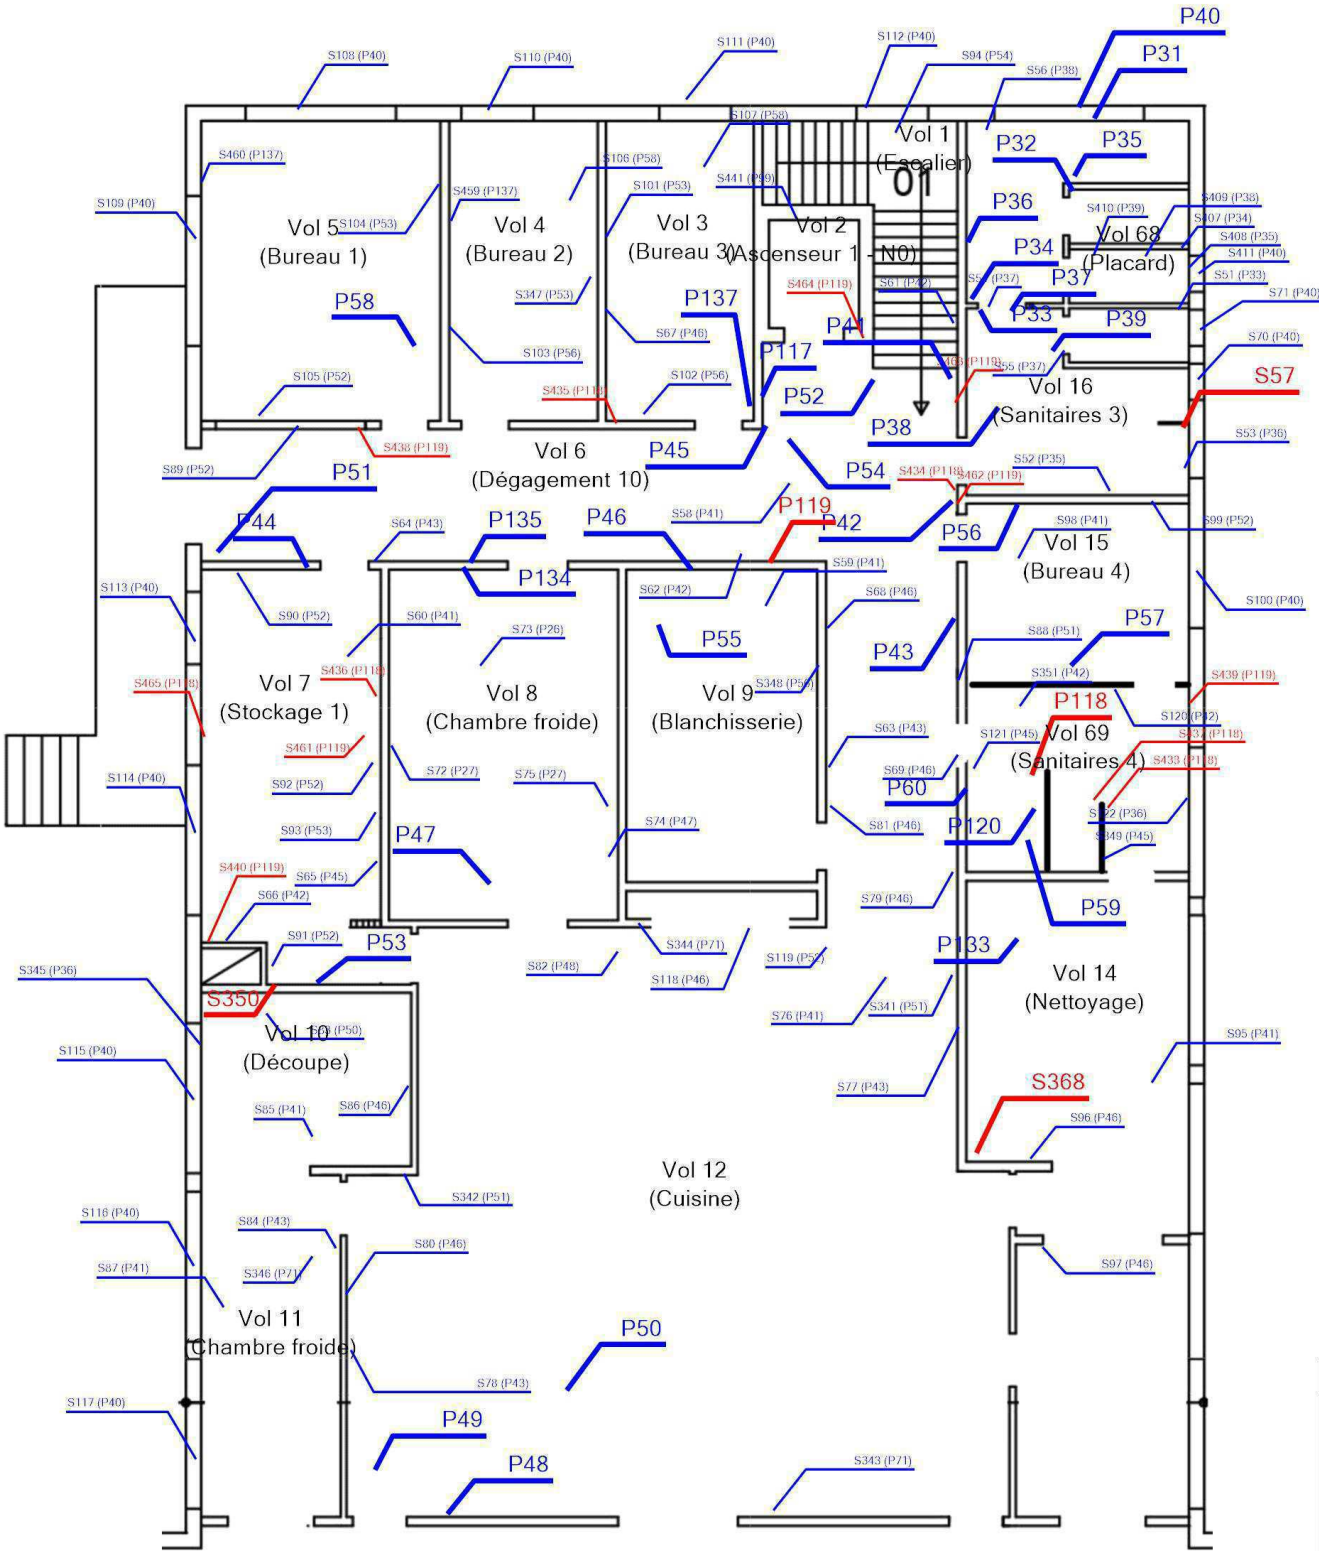 P40
S112 (P40)
S111 (P40)
P31
S108 (P40)
S94 (P54)
S110 (P40)
S56 (P38)
S107 (P58)
Vol 1
(Escalier)
P32
P35
S460 (P137)
S106 (P58)
01
S459 (P137)
S101 (P53)
S441 (P99)
S409 (P38)
S109 (P40)
P36
S410 (P39)
S407 (P34)
S104 (P53)
Vol 5
(Bureau 1)
Vol 4
(Bureau 2)
Vol 3
(Bureau 3)
Vol 2
(Ascenseur 1 - N0)
Vol 68
(Placard)
S408 (P35)
P34
S411 (P40)
S51 (P33)
P58
S347 (P53)
P137
S464 (P119)
S61 (P42)
(P37)
P37
S71 (P40)
P41
P33
P39
S67 (P46)
S70 (P40)
S103 (P56)
P117
S55 (P37)
S102 (P56)
S105 (P52)
P52
Vol 16
(Sanitaires 3)
S57
P38
S438 (P119)
P45
S53 (P36)
Vol 6
(Dégagement 10)
S89 (P52)
P51
P54
S434 (P118)
S462 (P119)
S52 (P35)
P44
S64 (P43)
P135
P46
S58 (P41)
P119
P42
P56
S98 (P41)
S99 (P52)
Vol 15
(Bureau 4)
S59 (P41)
P134
S113 (P40)
S62 (P42)
S68 (P46)
S100 (P40)
S90 (P52)
S60 (P41)
S73 (P26)
P55
P43
S88 (P51)
P57
S436 (P118)
S465 (P118)
Vol 7
(Stockage 1)
Vol 8
(Chambre froide)
Vol 9
(Blanchisserie)
S351 (P42)
S439 (P119)
P118
S120 (P42)
S461 (P119)
S63 (P43)
S121 (P45)
Vol 69
(Sanitaires 4)
S437 (P118)
S433 (P118)
S114 (P40)
S92 (P52)
S72 (P27)
S75 (P27)
S69 (P46)
P60
S93 (P53)
P47
S74 (P47)
S81 (P46)
P120
S440 (P119)
S65 (P45)
S66 (P42)
S79 (P46)
P59
S91 (P52)
P53
S344 (P71)
P133
S345 (P36)
S82 (P48)
S118 (P46)
S119 (P52)
Vol 14
(Nettoyage)
S350
S76 (P41)
S341 (P51)
Vol 10
(Découpe)
S95 (P41)
S115 (P40)
S77 (P43)
S368
S85 (P41)
S86 (P46)
S96 (P46)
Vol 12
(Cuisine)
S342 (P51)
S116 (P40)
S84 (P43)
S80 (P46)
S87 (P41)
S346 (P71)
S97 (P46)
Vol 11
(Chambre froide)
P50
S78 (P43)
S117 (P40)
P49
P48
S343 (P71)